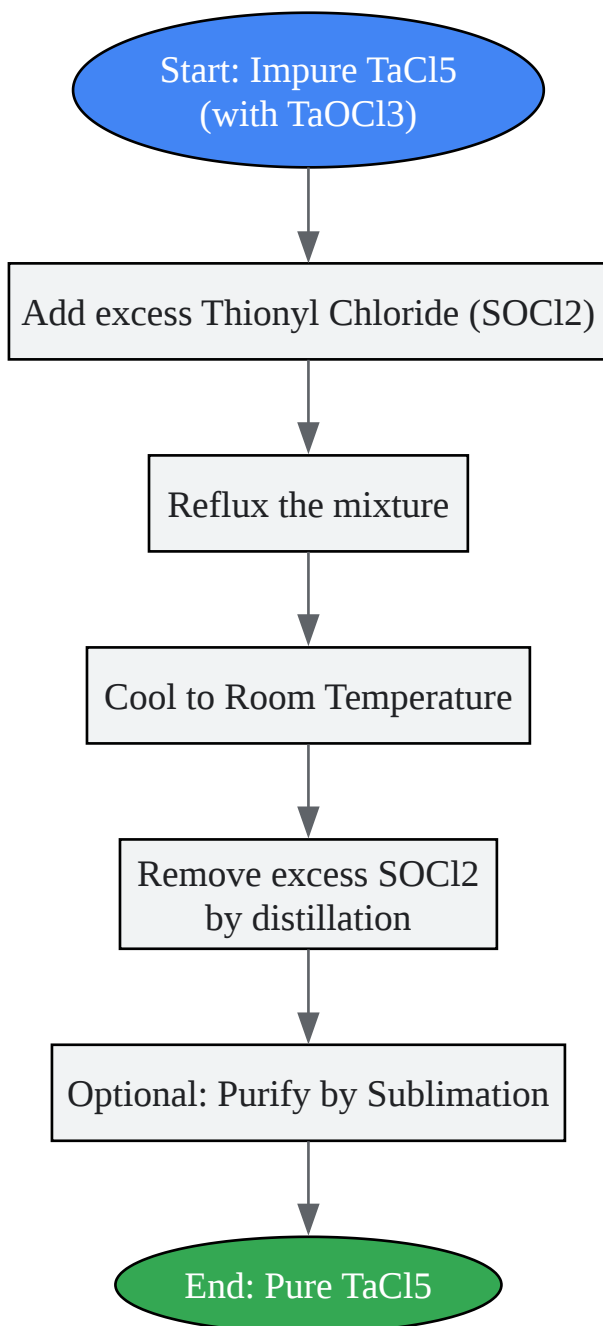 Start: Impure TaCl5
(with TaOCl3)
Add excess Thionyl Chloride (SOCl2)
Reflux the mixture
Cool to Room Temperature
Remove excess SOCl2
by distillation
Optional: Purify by Sublimation
End: Pure TaCl5